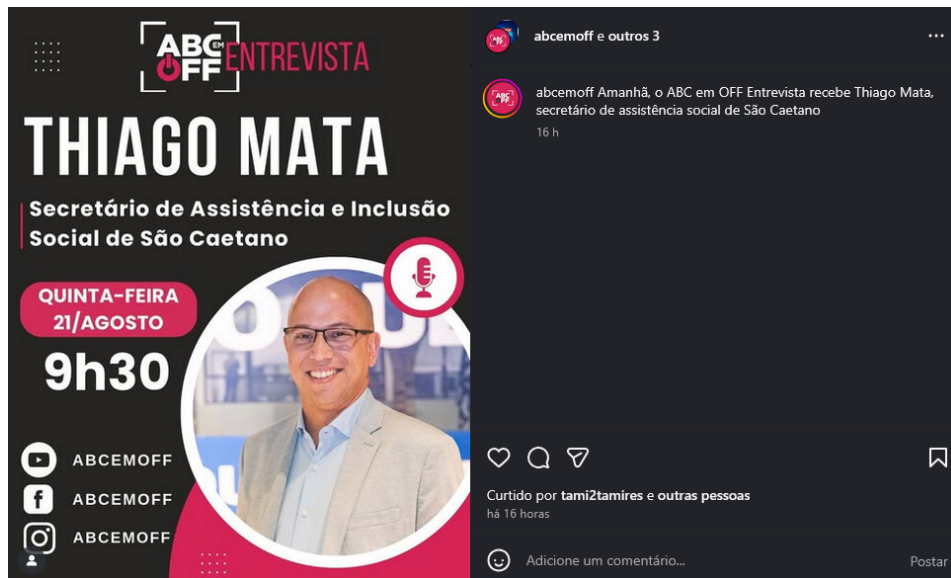 ABC EM OFF ENTREVISTA
THIAGO MATA
Secretário de Assistência e Inclusão
Social de São Caetano
QUINTA-FEIRA
21/AGOSTO
9h30
ABCEMOFF
ABCEMOFF
ABCEMOFF
abcemoff e outros 3
abcemoff Amanhã, o ABC em OFF Entrevista recebe Thiago Mata,
secretário de assistência social de São Caetano
16 h
Curtido por tami2tamires e outras pessoas
há 16 horas
Adicione um comentário...
Postar